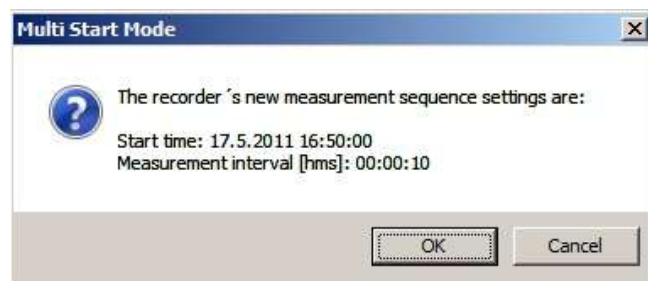 Multi Start Mode
The recorder ´s new measurement sequence settings are:
Start time: 17.5.2011 16:50:00
Measurement interval [hms]: 00:00:10
OK
Cancel